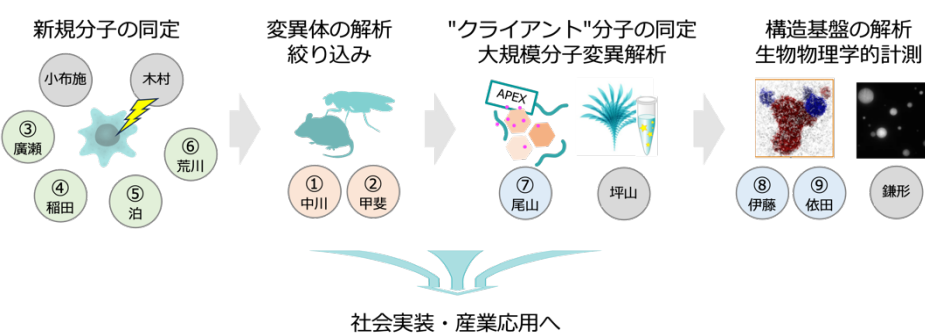 新規分子の同定
変異体の解析
絞り込み
"クライアント"分子の同定
大規模分子変異解析
構造基盤の解析
生物物理学的計測
小布施
木村
③
廣瀬
④
稲田
⑤
泊
⑥
荒川
①
中川
②
甲斐
APEX
⑦
尾山
坪山
⑧
伊藤
⑨
依田
鎌形
社会実装・産業応用へ